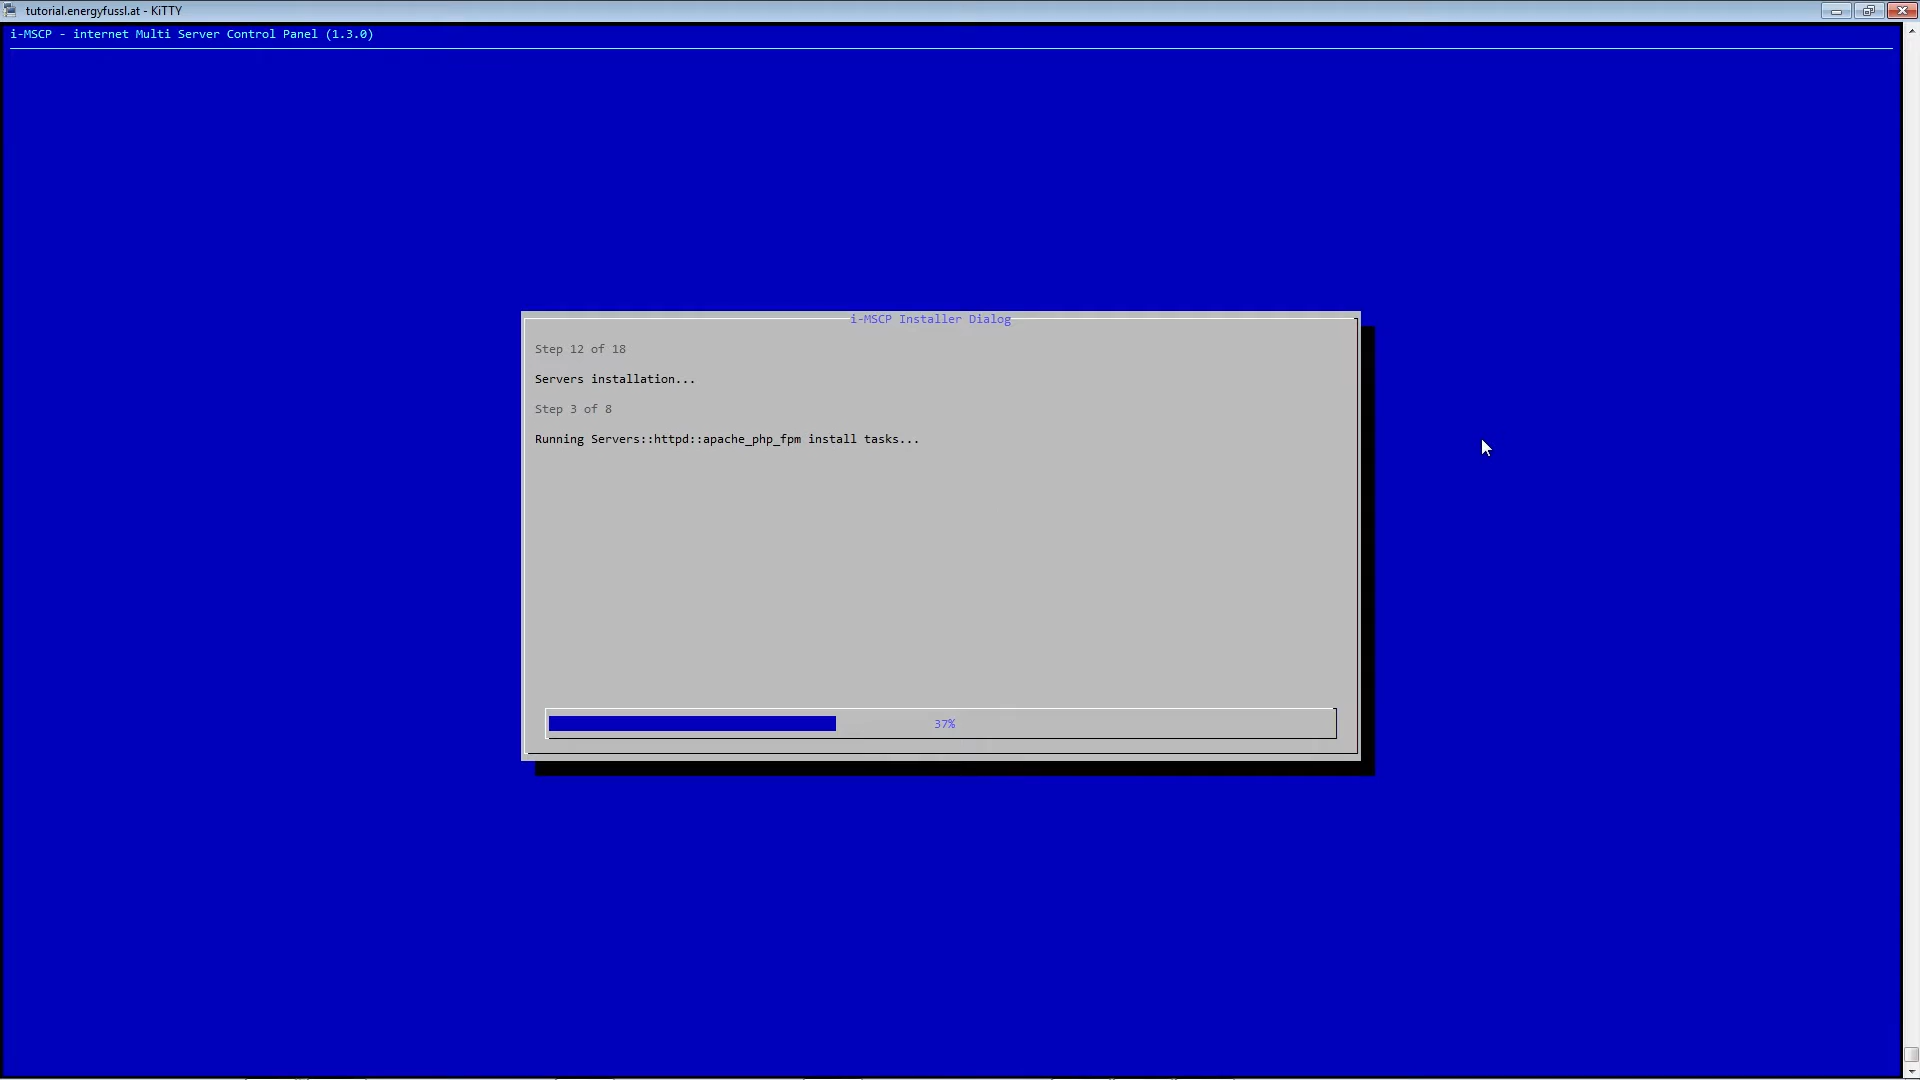 tutorial.energyfussl.at - KiTTY
i-MSCP - internet Multi Server Control Panel (1.3.0)
i-MSCP Installer Dialog
Step 12 of 18
Servers installation...
Step 3 of 8
Running Servers::httpd::apache_php_fpm install tasks...
37%